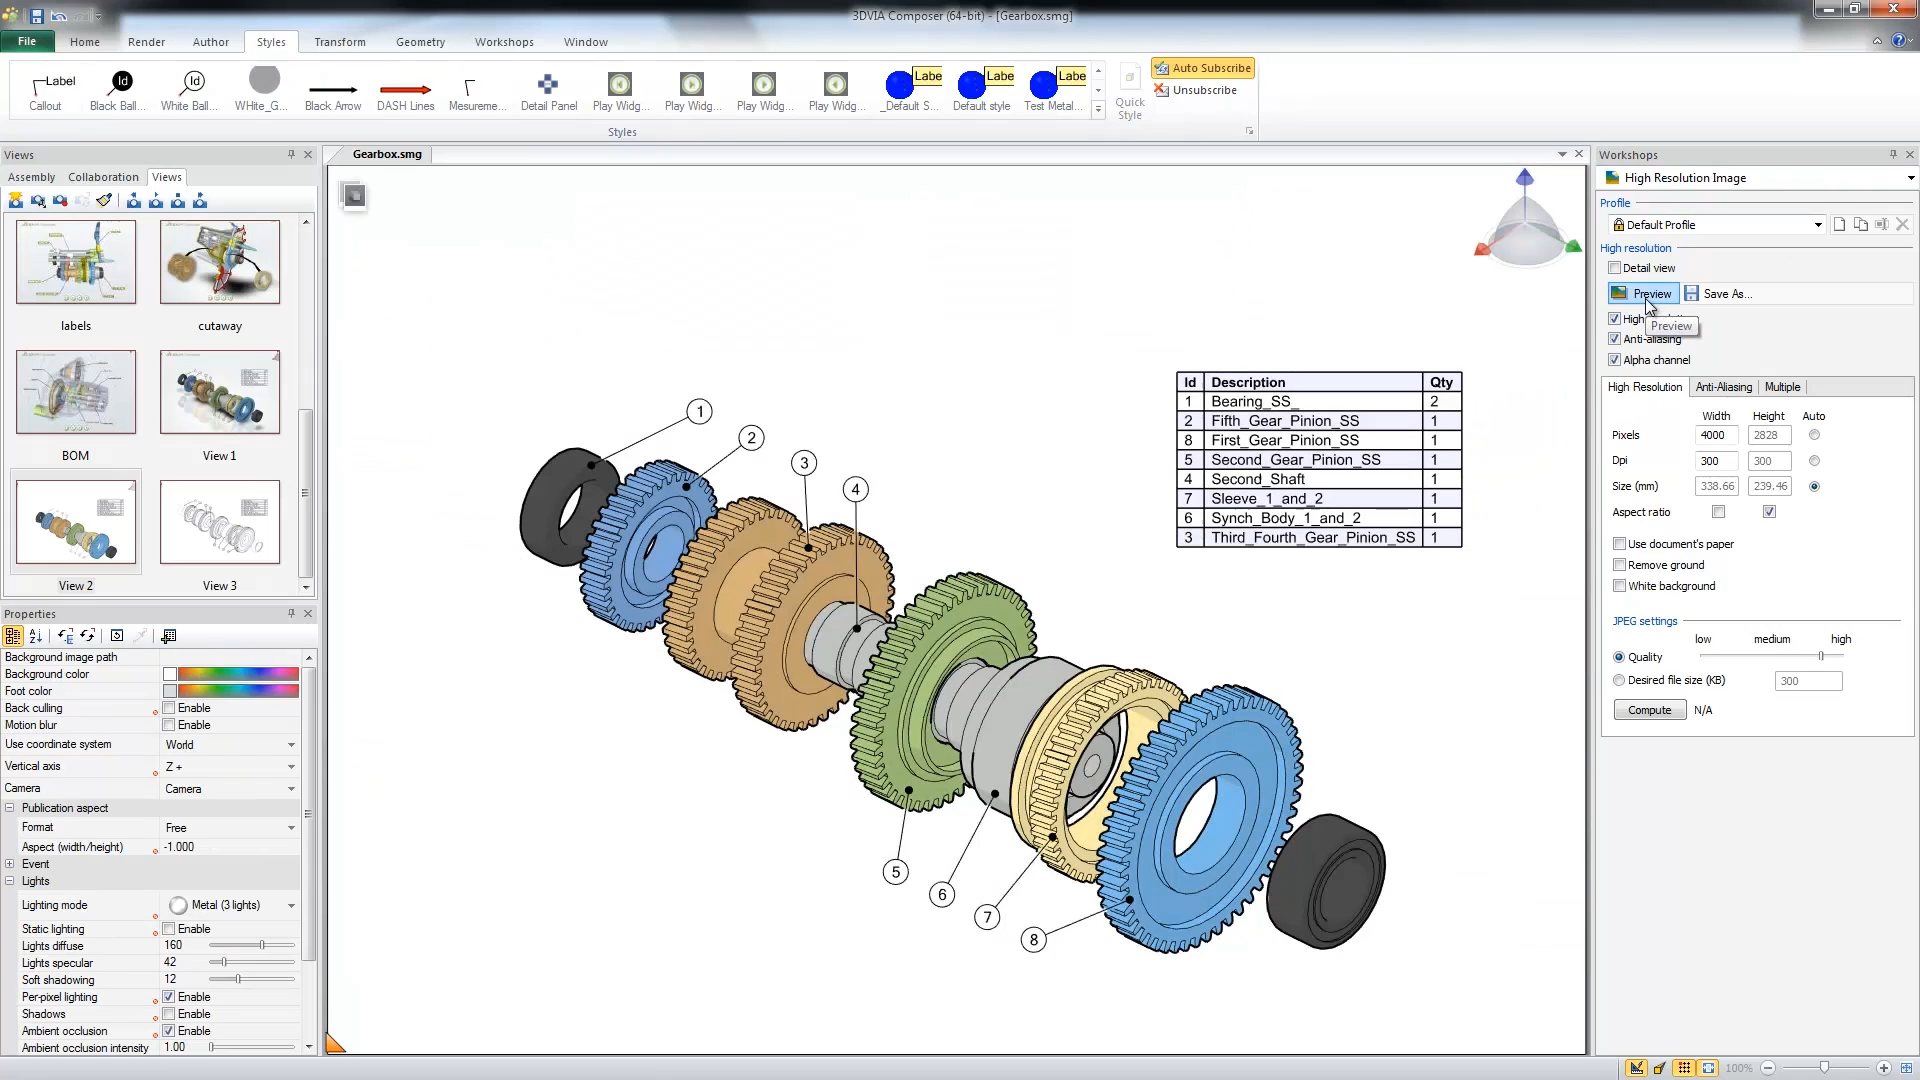 3DVIA Composer (64-bit) - [Gearbox.smg]
File Home Render Author Styles Transform Geometry Workshops Window
Label Id Id Labe Labe Labe
Callout Black Ball... White Ball... WHite_G... Black Arrow DASH Lines Mesureme... Detail Panel Play Widg... Play Widg... Play Widg... Play Widg... _Default S... Default style Test Metal...
Quick Style
Auto Subscribe
Unsubscribe
Styles
Views
Assembly Collaboration Views
labels cutaway
BOM View 1
View 2 View 3
Properties
Background image path
Background color
Foot color
Back culling Enable
Motion blur Enable
Use coordinate system World
Vertical axis Z +
Camera Camera
Publication aspect
Format Free
Aspect (width/height) -1.000
Event
Lights
Lighting mode Metal (3 lights)
Static lighting Enable
Lights diffuse 160
Lights specular 42
Soft shadowing 12
Per-pixel lighting Enable
Shadows Enable
Ambient occlusion Enable
Ambient occlusion intensity 1.00
Gearbox.smg
1
2
3
4
5
6
7
8
Id Description Qty
1 Bearing_SS_ 2
2 Fifth_Gear_Pinion_SS 1
8 First_Gear_Pinion_SS 1
5 Second_Gear_Pinion_SS 1
4 Second_Shaft 1
7 Sleeve_1_and_2 1
6 Synch_Body_1_and_2 1
3 Third_Fourth_Gear_Pinion_SS 1
Workshops
High Resolution Image
Profile
Default Profile
High resolution
Detail view
Preview Save As...
High
Preview
Anti-aliasing
Alpha channel
High Resolution Anti-Aliasing Multiple
Width Height Auto
Pixels 4000 2828
Dpi 300 300
Size (mm) 338.66 239.46
Aspect ratio
Use document's paper
Remove ground
White background
JPEG settings
low medium high
Quality
Desired file size (KB) 300
Compute N/A
100%